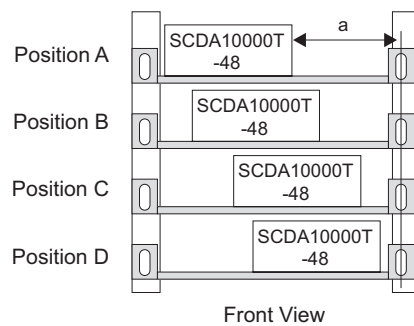 a
Position A
SCDA10000T
-48
Position B
SCDA10000T
-48
Position C
SCDA10000T
-48
Position D
SCDA10000T
-48
Front View